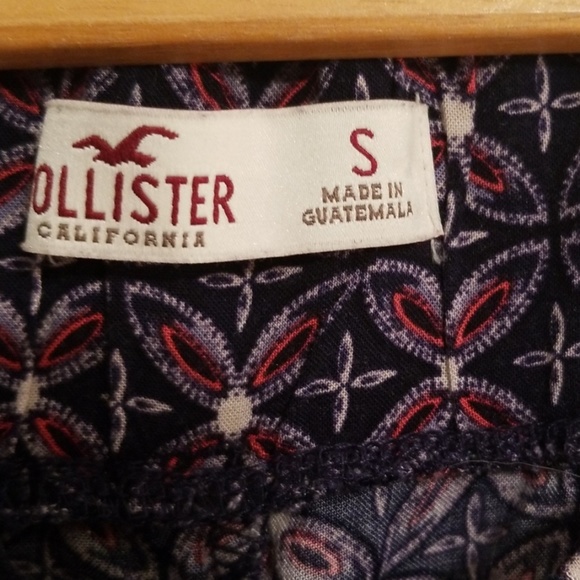 OLLISTER
CALIFORNIA
S
MADE IN
GUATEMALA